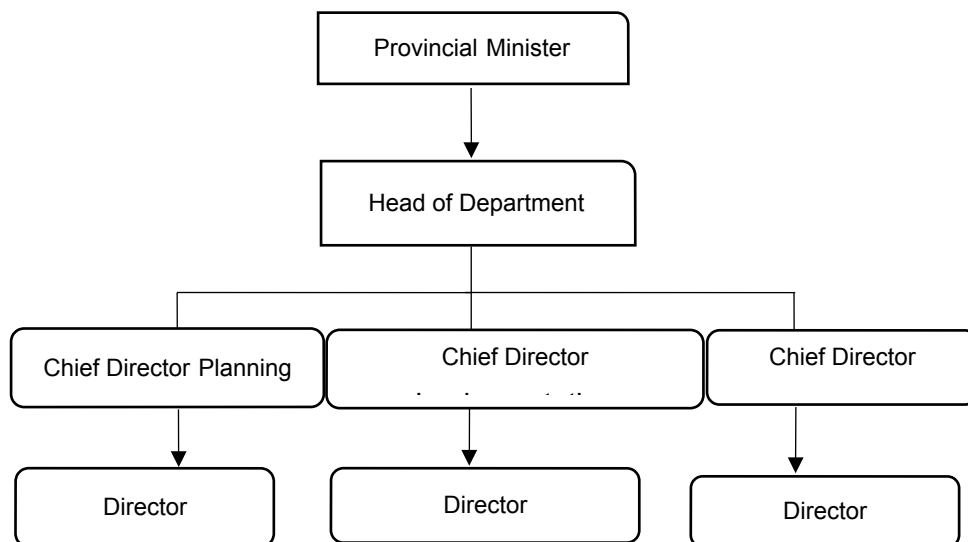 Provincial Minister
Head of Department
Chief Director Planning
Chief Director
Chief Director
Director
Director
Director